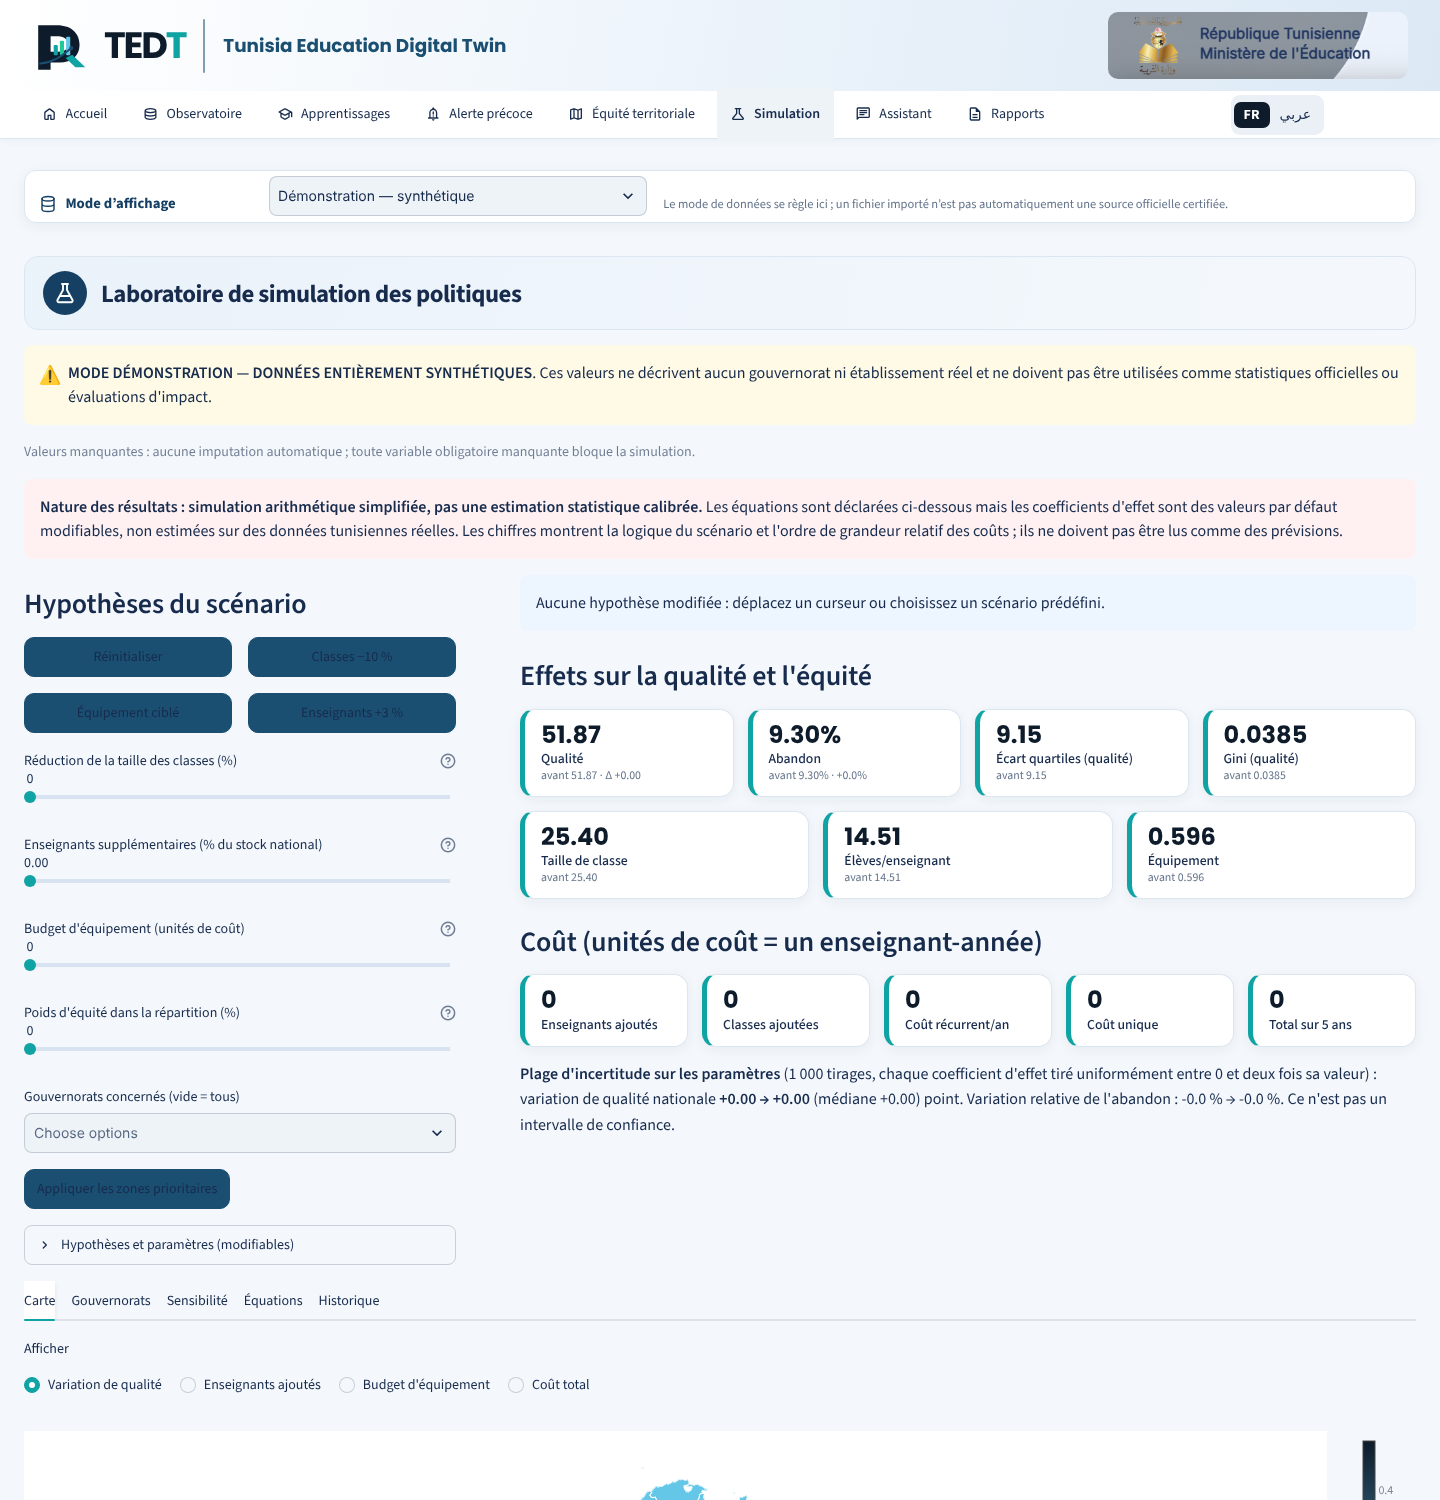 TEDT
Tunisia Education Digital Twin
République Tunisienne
Ministère de l'Éducation
Accueil
Observatoire
Apprentissages
Alerte précoce
Équité territoriale
Simulation
Assistant
Rapports
FR
عربي
Mode d’affichage
Démonstration — synthétique
Le mode de données se règle ici ; un fichier importé n’est pas automatiquement une source officielle certifiée.
Laboratoire de simulation des politiques
MODE DÉMONSTRATION — DONNÉES ENTIÈREMENT SYNTHÉTIQUES. Ces valeurs ne décrivent aucun gouvernorat ni établissement réel et ne doivent pas être utilisées comme statistiques officielles ou
évaluations d'impact.
Valeurs manquantes : aucune imputation automatique ; toute variable obligatoire manquante bloque la simulation.
Nature des résultats : simulation arithmétique simplifiée, pas une estimation statistique calibrée. Les équations sont déclarées ci-dessous mais les coefficients d'effet sont des valeurs par défaut
modifiables, non estimées sur des données tunisiennes réelles. Les chiffres montrent la logique du scénario et l'ordre de grandeur relatif des coûts ; ils ne doivent pas être lus comme des prévisions.
Hypothèses du scénario
Réinitialiser
Classes −10 %
Équipement ciblé
Enseignants +3 %
Réduction de la taille des classes (%)
0
Enseignants supplémentaires (% du stock national)
0.00
Budget d'équipement (unités de coût)
0
Poids d'équité dans la répartition (%)
0
Gouvernorats concernés (vide = tous)
Choose options
Appliquer les zones prioritaires
Hypothèses et paramètres (modifiables)
Aucune hypothèse modifiée : déplacez un curseur ou choisissez un scénario prédéfini.
Effets sur la qualité et l'équité
51.87
Qualité
avant 51.87 · Δ +0.00
9.30%
Abandon
avant 9.30% · +0.0%
9.15
Écart quartiles (qualité)
avant 9.15
0.0385
Gini (qualité)
avant 0.0385
25.40
Taille de classe
avant 25.40
14.51
Élèves/enseignant
avant 14.51
0.596
Équipement
avant 0.596
Coût (unités de coût = un enseignant-année)
0
Enseignants ajoutés
0
Classes ajoutées
0
Coût récurrent/an
0
Coût unique
0
Total sur 5 ans
Plage d'incertitude sur les paramètres (1 000 tirages, chaque coefficient d'effet tiré uniformément entre 0 et deux fois sa valeur) :
variation de qualité nationale +0.00 → +0.00 (médiane +0.00) point. Variation relative de l'abandon : -0.0 % → -0.0 %. Ce n'est pas un
intervalle de confiance.
Carte
Gouvernorats
Sensibilité
Équations
Historique
Afficher
Variation de qualité
Enseignants ajoutés
Budget d'équipement
Coût total
0.4